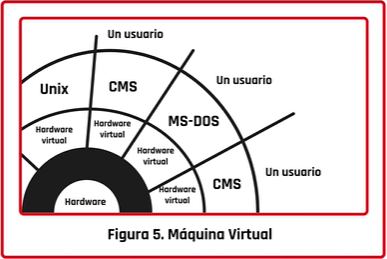 Un usuario
Unix
CMS
Un usuario
Hardware
virtual
Hardware
virtual
MS-DOS
Hardware
virtual
Un usuario
Hardware
virtual
CMS
Hardware
Figura 5. Máquina Virtual